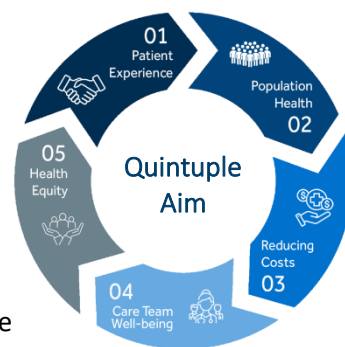 01
Patient
Experience
Population
Health
02
Reducing
Costs
03
04
Care Team
Well-being
05
Health
Equity
Quintuple
Aim
e